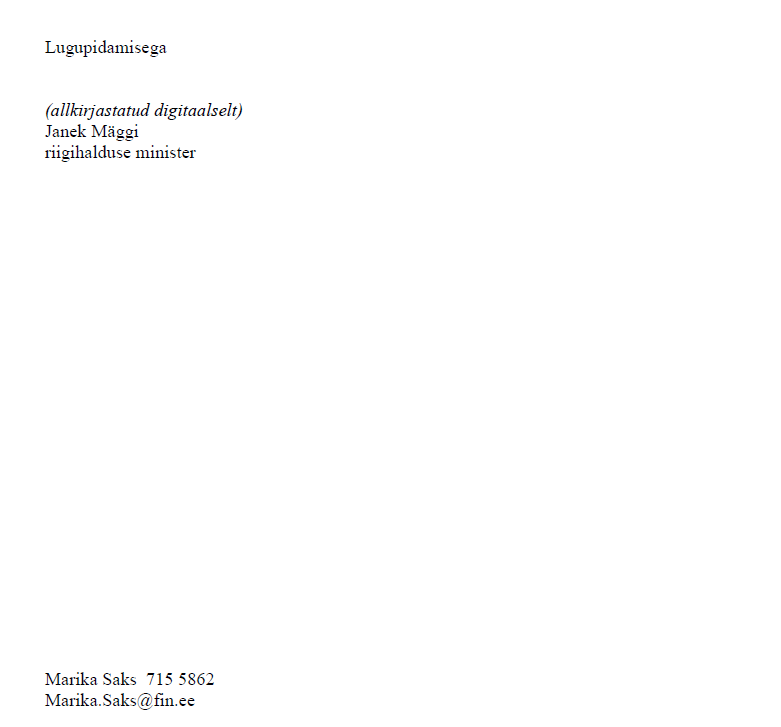 Lugupidamisega
(allkirjastatud digitaalselt)
Janek Mäggi
riigihalduse minister
Marika Saks 715 5862
Marika.Saks@fin.ee